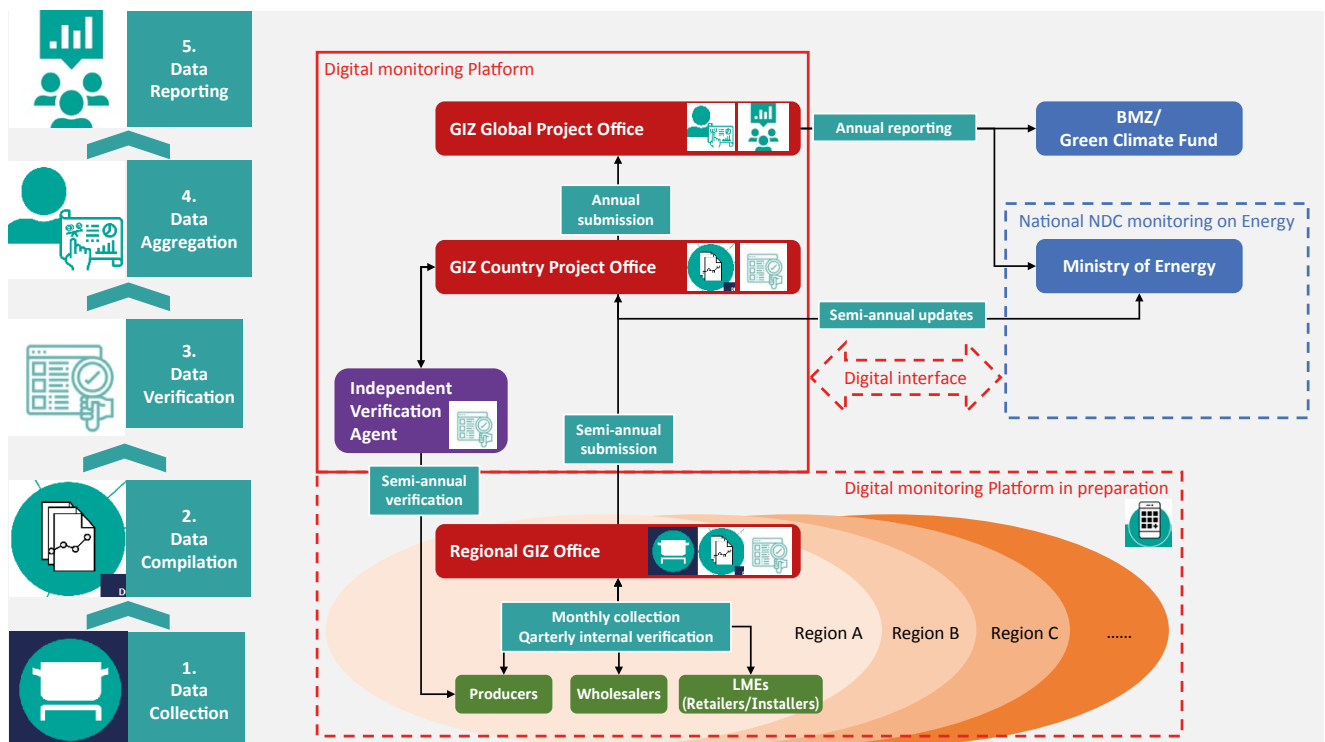 5.
Data
Reporting
4.
Data
Aggregation
3.
Data
Verification
2.
Data
Compilation
D
1.
Data
Collection
Digital monitoring Platform
GIZ Global Project Office
Annual reporting
BMZ/
Green Climate Fund
Annual
submission
National NDC monitoring on Energy
GIZ Country Project Office
Ministry of Ernergy
Semi-annual updates
Digital interface
Independent
Verification
Agent
Semi-annual
submission
Semi-annual
verification
Digital monitoring Platform in preparation
Regional GIZ Office
Monthly collection
Qarterly internal verification
Region A
Region B
Region C
......
Producers
Wholesalers
LMEs
(Retailers/Installers)